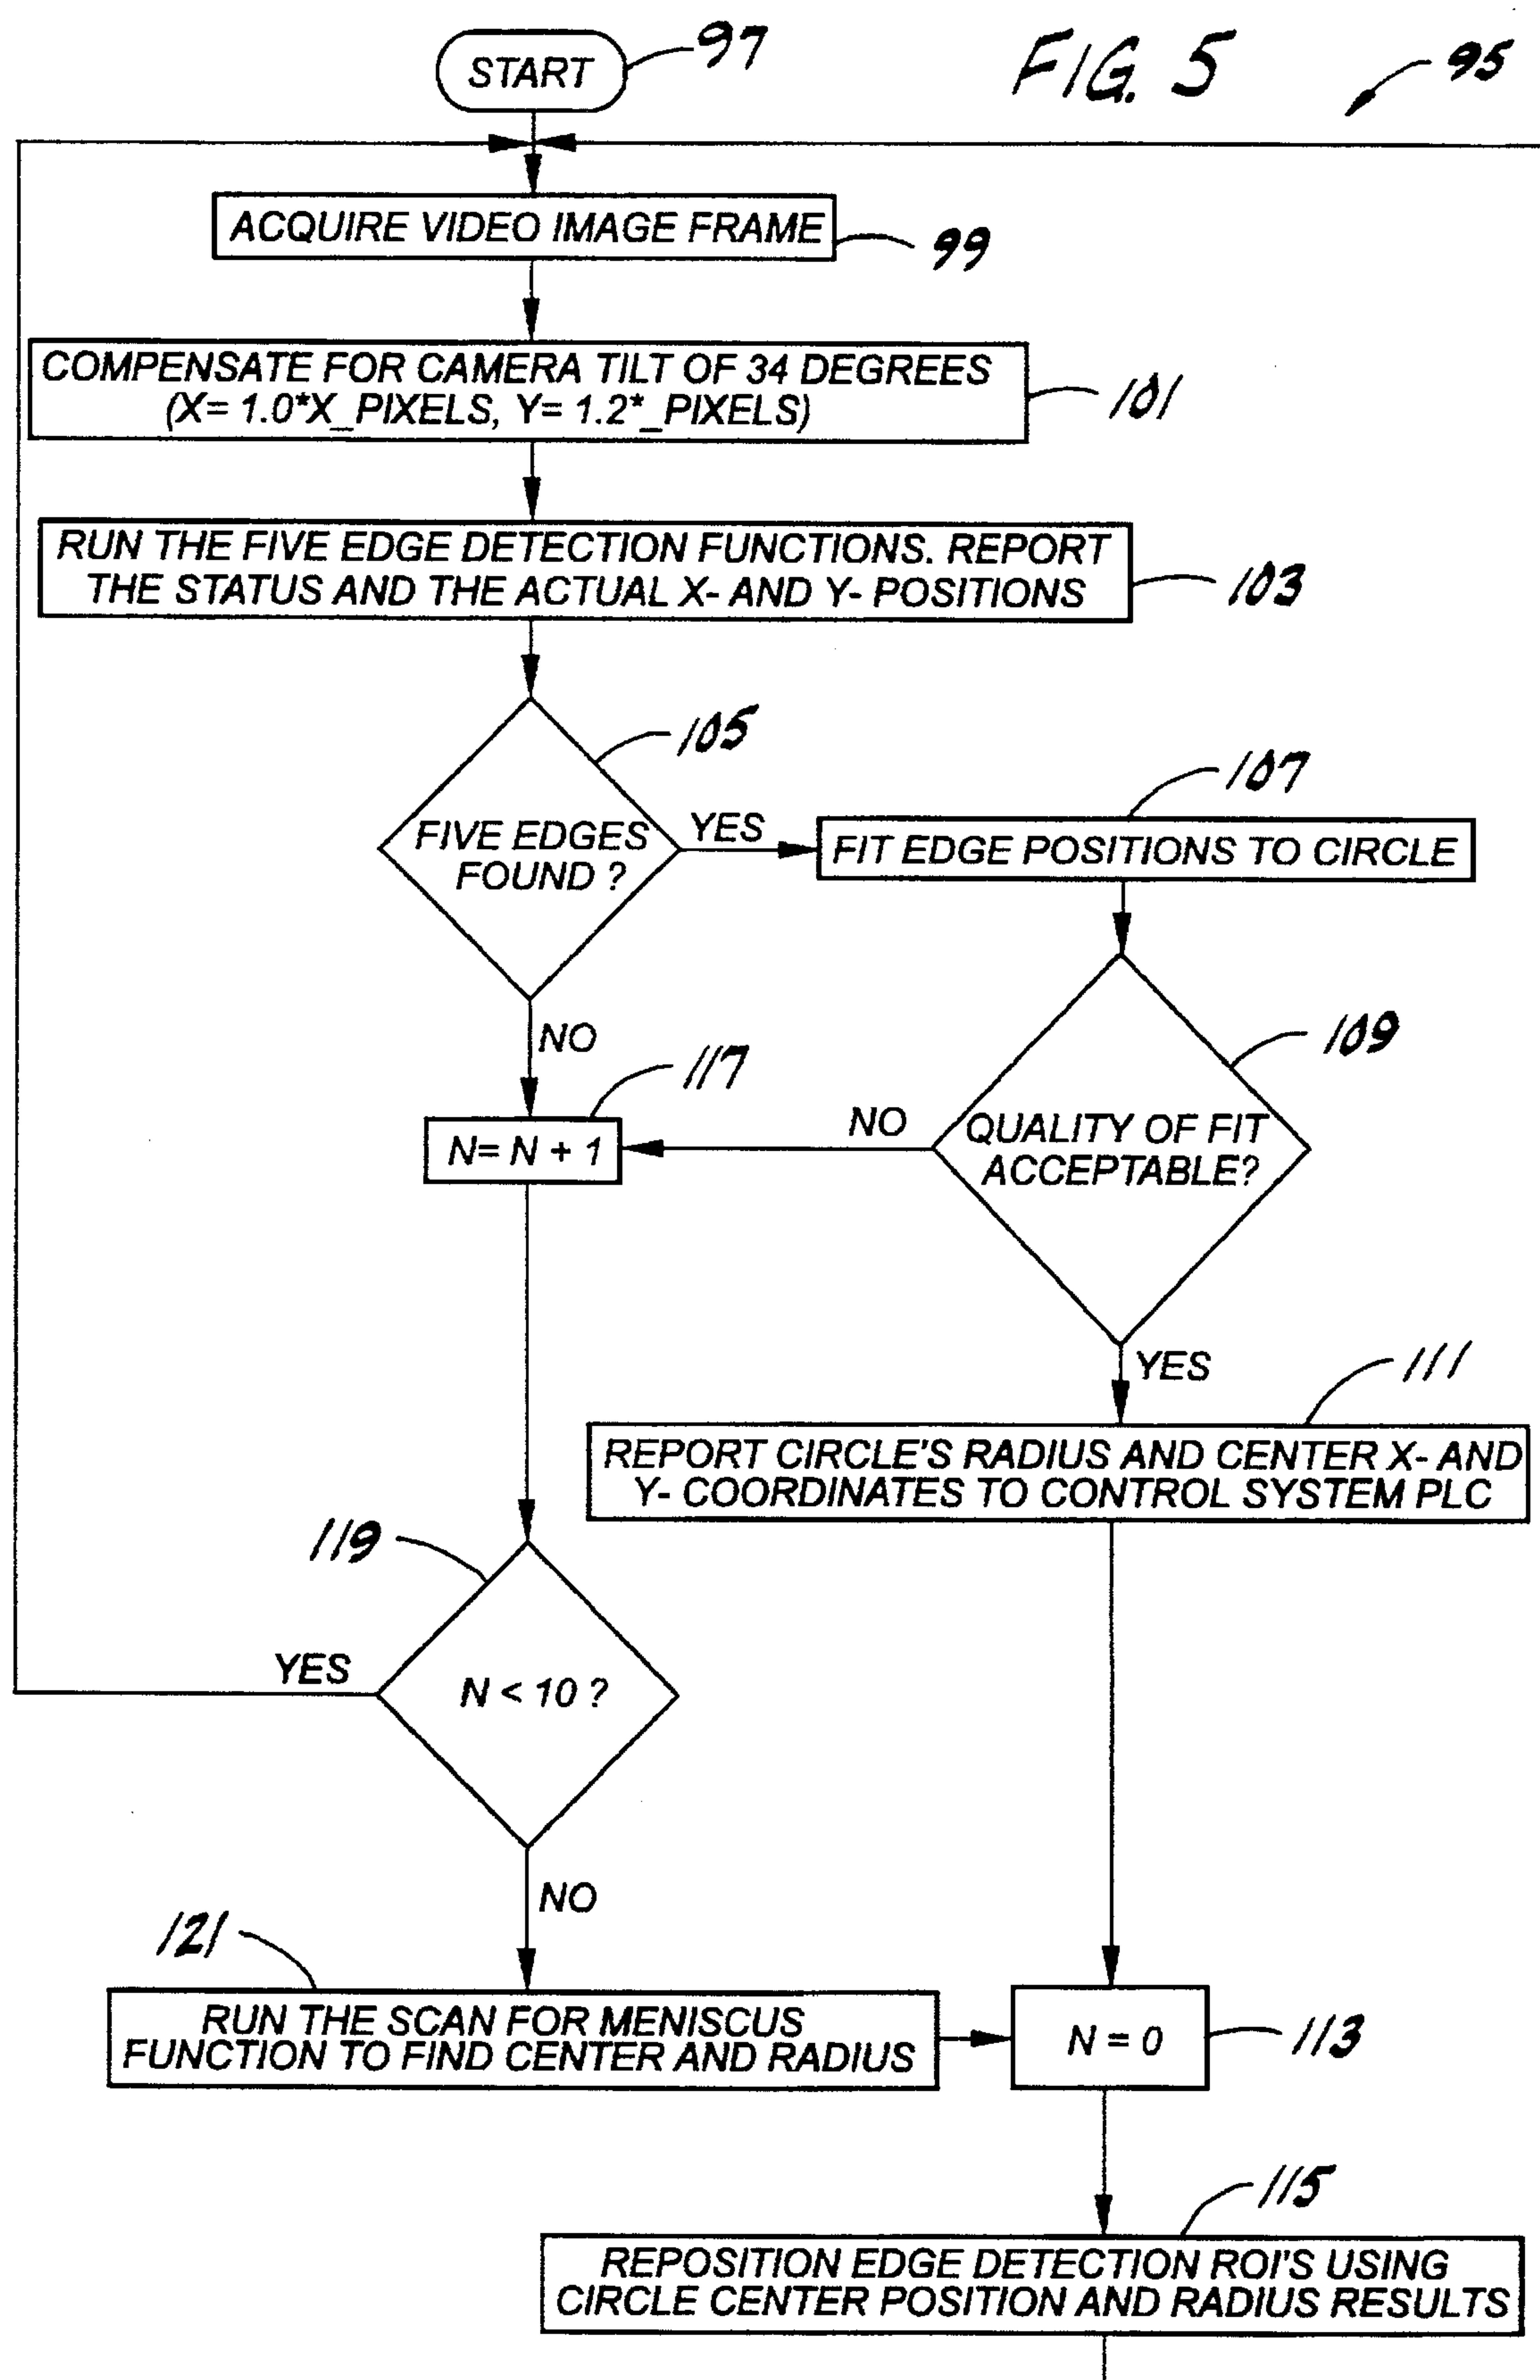 FIG. 5
95
START
97
ACQUIRE VIDEO IMAGE FRAME
99
COMPENSATE FOR CAMERA TILT OF 34 DEGREES
(X= 1.0*X_PIXELS, Y= 1.2*_PIXELS)
101
RUN THE FIVE EDGE DETECTION FUNCTIONS. REPORT
THE STATUS AND THE ACTUAL X- AND Y- POSITIONS
103
105
FIVE EDGES
FOUND ?
YES
107
FIT EDGE POSITIONS TO CIRCLE
NO
109
QUALITY OF FIT
ACCEPTABLE?
NO
117
N= N + 1
YES
111
REPORT CIRCLE'S RADIUS AND CENTER X- AND
Y- COORDINATES TO CONTROL SYSTEM PLC
119
N < 10 ?
YES
NO
121
RUN THE SCAN FOR MENISCUS
FUNCTION TO FIND CENTER AND RADIUS
N = 0
113
115
REPOSITION EDGE DETECTION ROI'S USING
CIRCLE CENTER POSITION AND RADIUS RESULTS